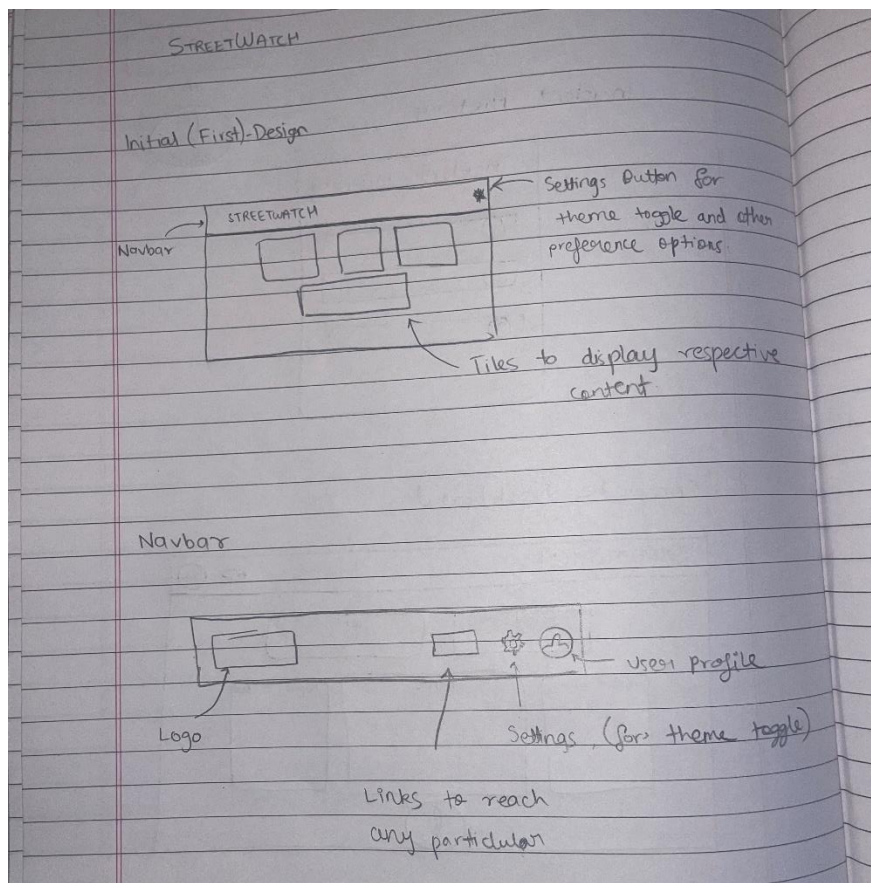 STREETWATCH
Initial (First)-Design
STREETWATCH
Navbar
Settings Button for
theme toggle and other
preference options.
Tiles to display respective
content
Navbar
User profile
Logo
Settings (for theme toggle)
Links to reach
any particular